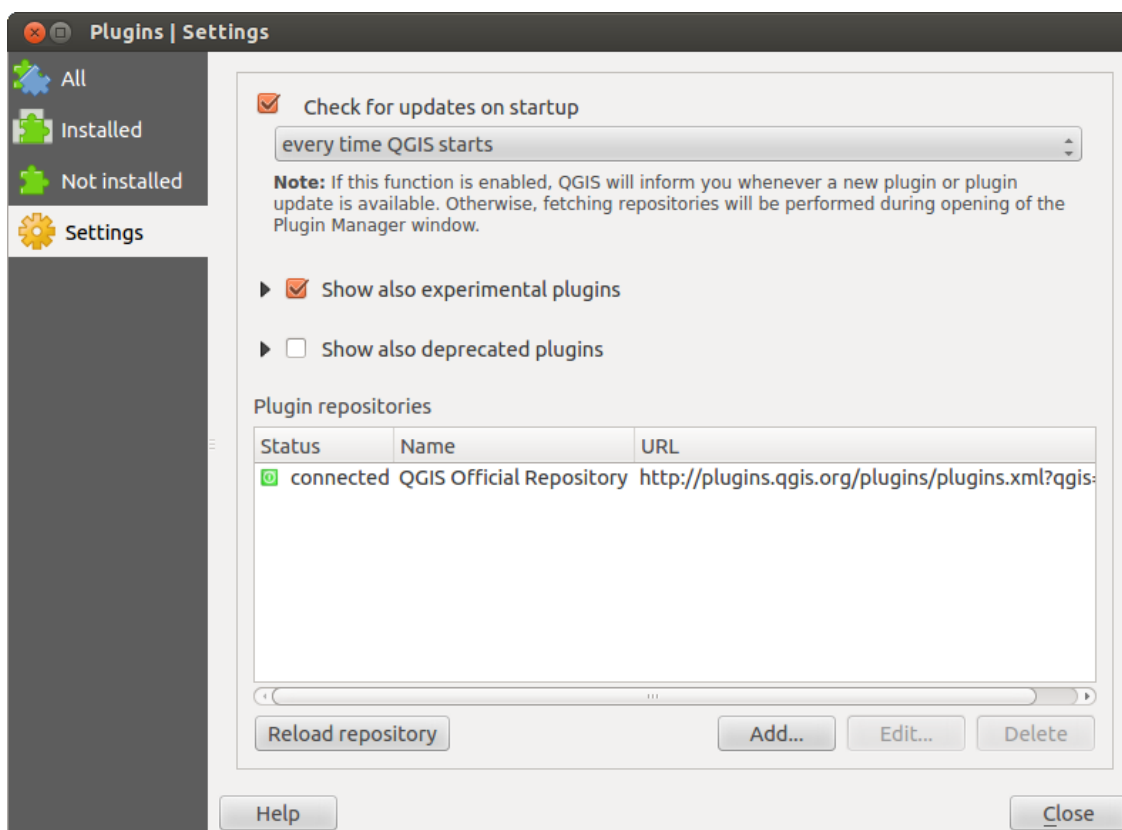 Plugins | Settings
All
Installed
Not installed
Settings
Check for updates on startup
every time QGIS starts
Note: If this function is enabled, QGIS will inform you whenever a new plugin or plugin
update is available. Otherwise, fetching repositories will be performed during opening of the
Plugin Manager window.
Show also experimental plugins
Show also deprecated plugins
Plugin repositories
Status Name URL
connected QGIS Official Repository http://plugins.qgis.org/plugins/plugins.xml?qgis=
Reload repository Add... Edit... Delete
Help Close